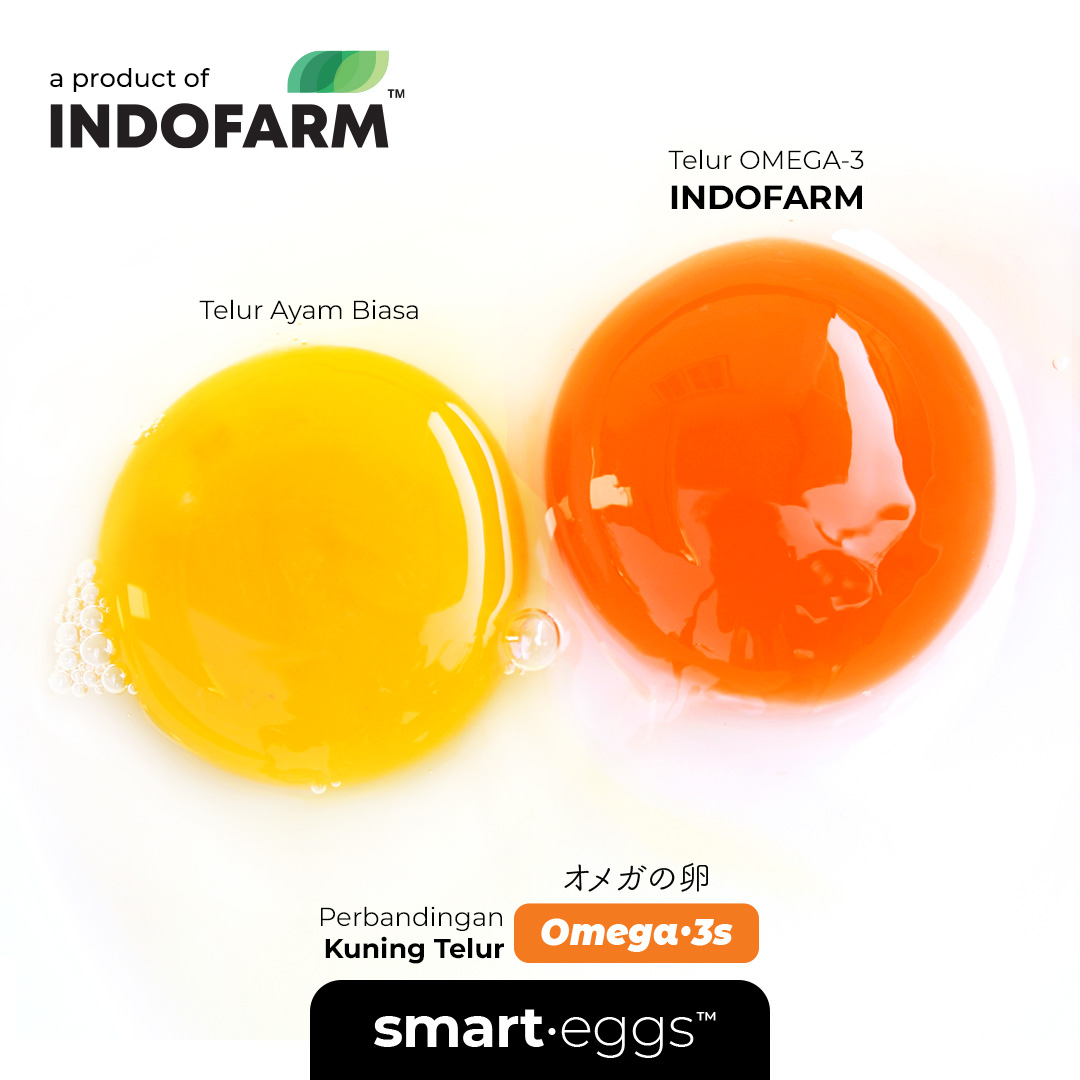 a product of
INDOFARM™
Telur OMEGA-3
INDOFARM
Telur Ayam Biasa
オメガの卵
Perbandingan
Kuning Telur
Omega•3s
smart•eggs™